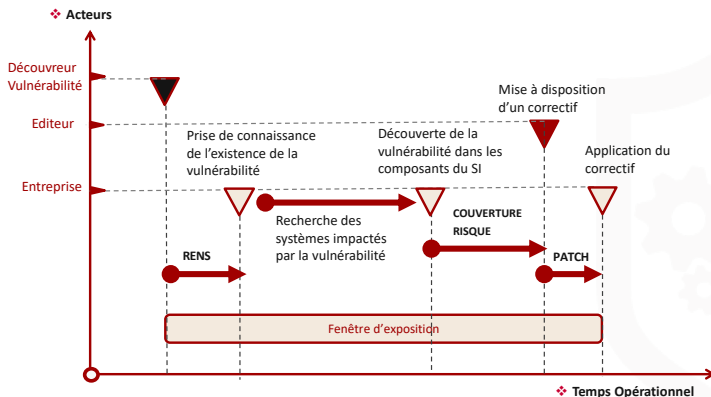 ❖ Acteurs
Découvreur
Vulnérabilité
Mise à disposition
d'un correctif
Editeur
Prise de connaissance
de l'existence de la
vulnérabilité
Découverte de la
vulnérabilité dans les
composants du SI
Application du
correctif
Entreprise
Recherche des
systèmes impactés
par la vulnérabilité
COUVERTURE
RISQUE
RENS
PATCH
Fenêtre d'exposition
❖ Temps Opérationnel